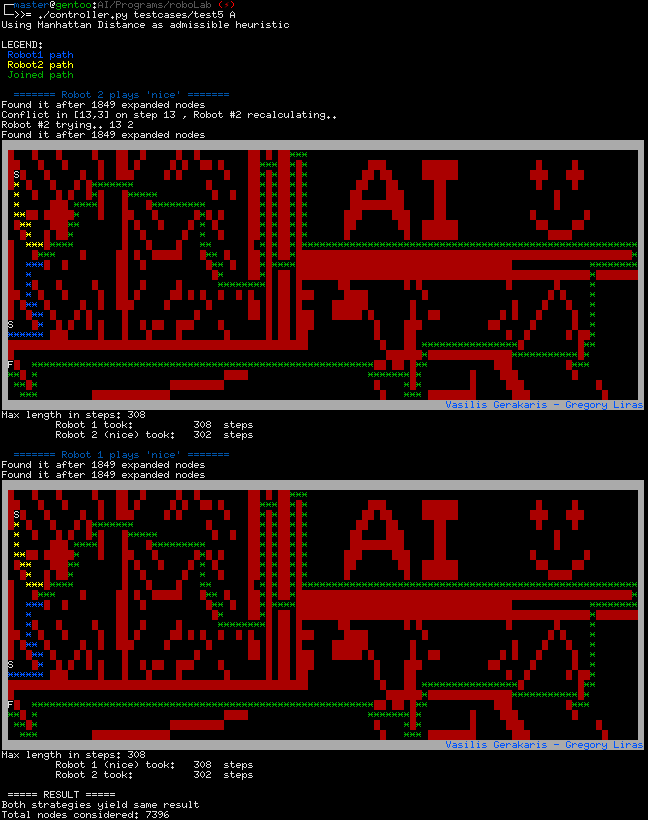 master@gentoo:AI/Programs/roboLab (⚡)
>>= ./controller.py testcases/test5 A
Using Manhattan Distance as admissible heuristic
LEGEND:
Robot1 path
Robot2 path
Joined path
======= Robot 2 plays 'nice' =======
Found it after 1849 expanded nodes
Conflict in [13,3] on step 13 , Robot #2 recalculating..
Robot #2 trying.. 13 2
Found it after 1849 expanded nodes
AI
S
S
F
Vasilis Gerakaris - Gregory Liras
Max length in steps: 308
Robot 1 took: 308 steps
Robot 2 (nice) took: 302 steps
======= Robot 1 plays 'nice' =======
Found it after 1849 expanded nodes
Found it after 1849 expanded nodes
AI
S
S
F
Vasilis Gerakaris - Gregory Liras
Max length in steps: 308
Robot 1 (nice) took: 308 steps
Robot 2 took: 302 steps
===== RESULT =====
Both strategies yield same result
Total nodes considered: 7396